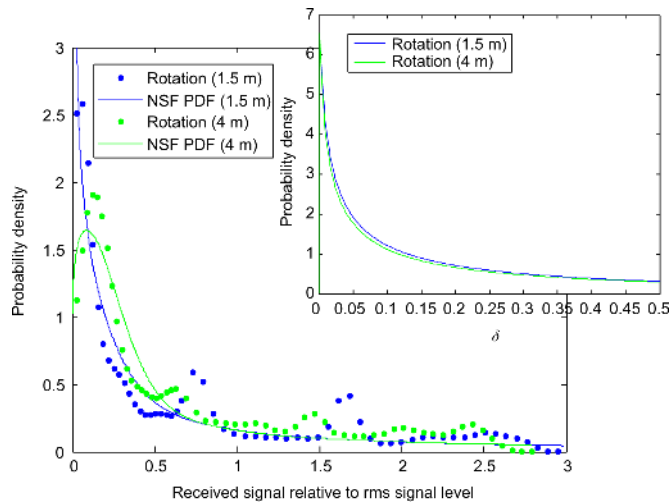 3
2.5
2
1.5
1
0.5
0
Probability density
Rotation (1.5 m)
NSF PDF (1.5 m)
Rotation (4 m)
NSF PDF (4 m)
0 0.5 1 1.5 2 2.5 3
Received signal relative to rms signal level
7
6
5
4
3
2
1
0
Probability density
Rotation (1.5 m)
Rotation (4 m)
0 0.05 0.1 0.15 0.2 0.25 0.3 0.35 0.4 0.45 0.5
δ